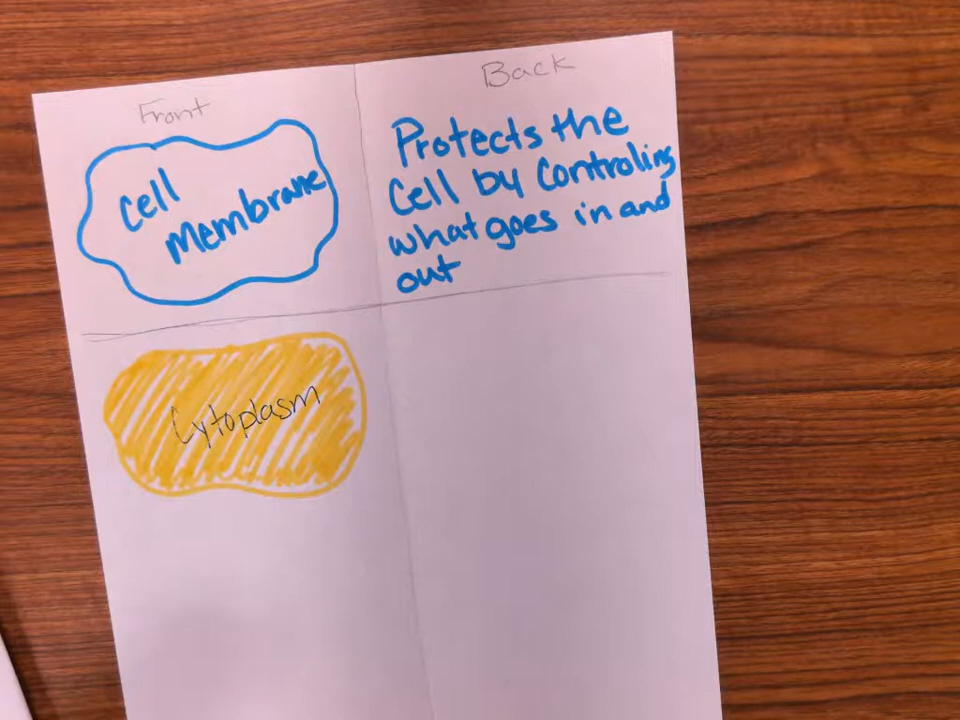 Front
Back
Cell
Membrane
Protects the
Cell by Controling
what goes in and
out
Cytoplasm